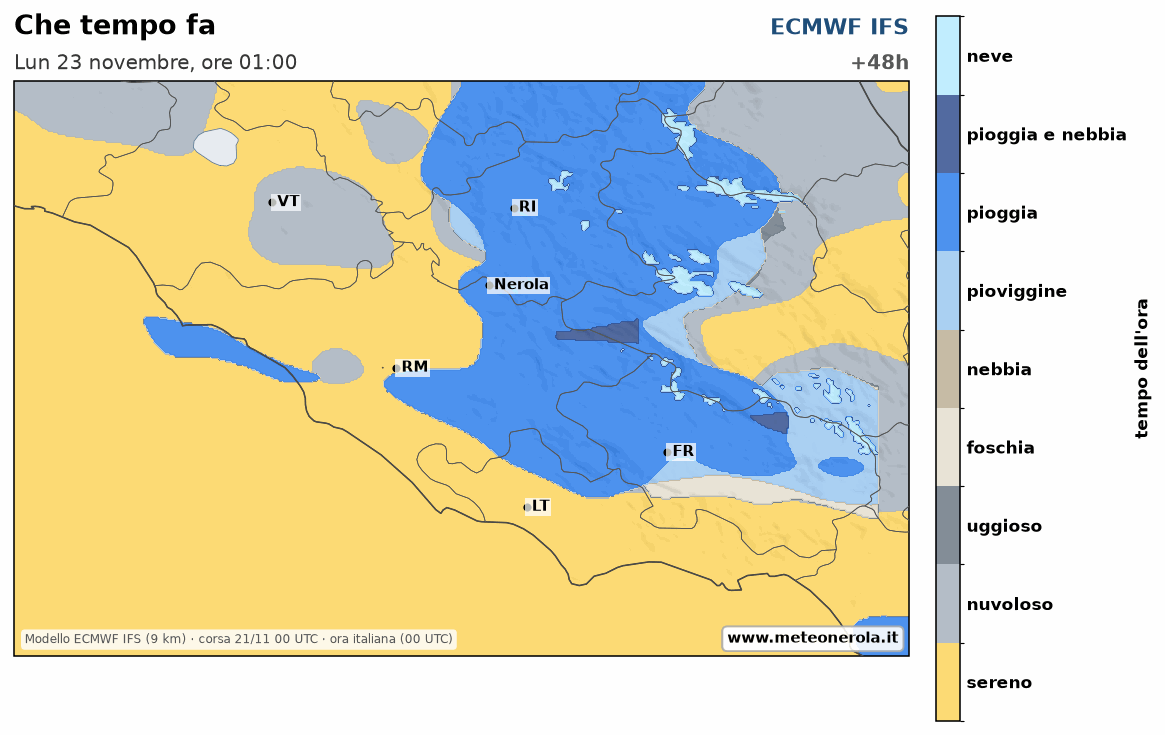 Che tempo fa
ECMWF IFS
Lun 23 novembre, ore 01:00
+48h
neve
pioggia e nebbia
pioggia
pioviggine
nebbia
foschia
uggioso
nuvoloso
sereno
tempo dell'ora
VT
RI
Nerola
RM
FR
LT
Modello ECMWF IFS (9 km) · corsa 21/11 00 UTC · ora italiana (00 UTC)
www.meteonerola.it